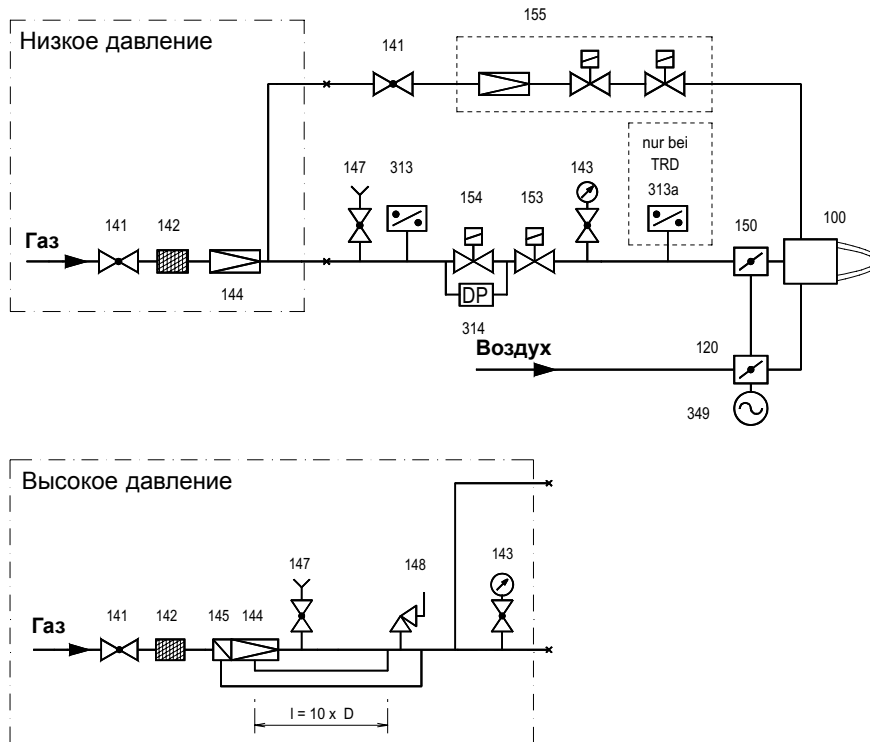 155
Низкое давление
141
nur bei
TRD
147
313
154
153
143
313a
141
142
150
100
Газ
144
DP
314
Воздух
120
349
Высокое давление
147
148
143
141
142
145
144
Газ
l = 10 x D